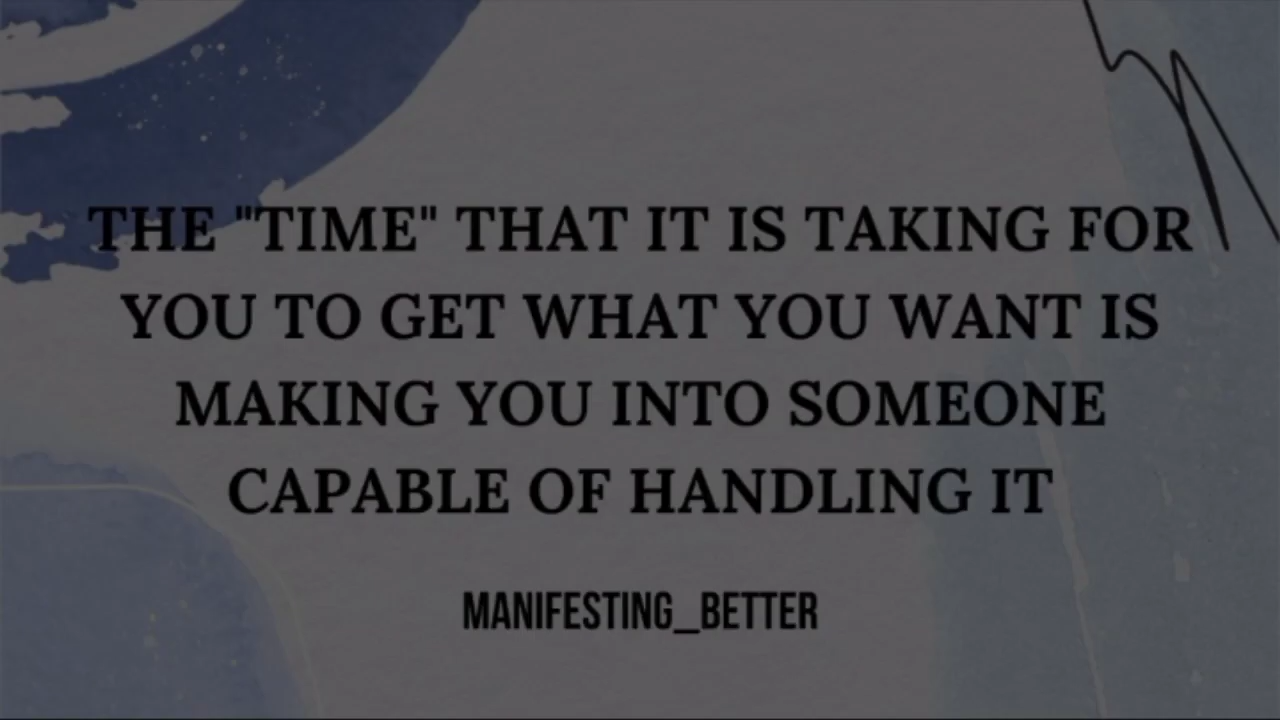 THE "TIME" THAT IT IS TAKING FOR
YOU TO GET WHAT YOU WANT IS
MAKING YOU INTO SOMEONE
CAPABLE OF HANDLING IT
MANIFESTING_BETTER